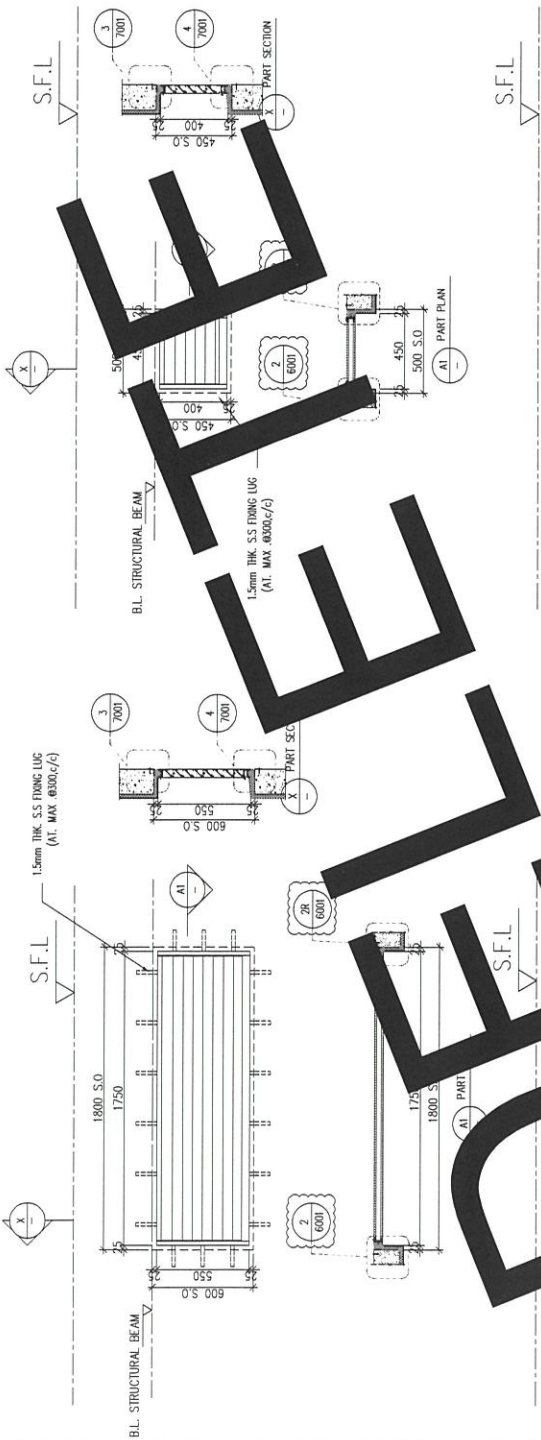 1.5mm THK. S.S FIXING LUG
(AT. MAX .@300,c/c)
S.F.L
X
-
1800 S.O
25
1750
25
B.L. STRUCTURAL BEAM
25
550
25
600 S.O
A1
-
3
7001
25
550
25
600 S.O
4
7001
X
-
2
6001
2R
6001
1800 S.O
A1
PART
S.F.L
S.F.L
X
-
25
B.L. STRUCTURAL BEAM
25
400
450 S.O
1.5mm THK. S.S FIXING LUG
(AT. MAX .@300,c/c)
3
7001
25
400
25
450 S.O
4
7001
PART SECTION
X
-
2
6001
25
450
25
500 S.O
A1
-
PART PLAN
S.F.L
DELETE